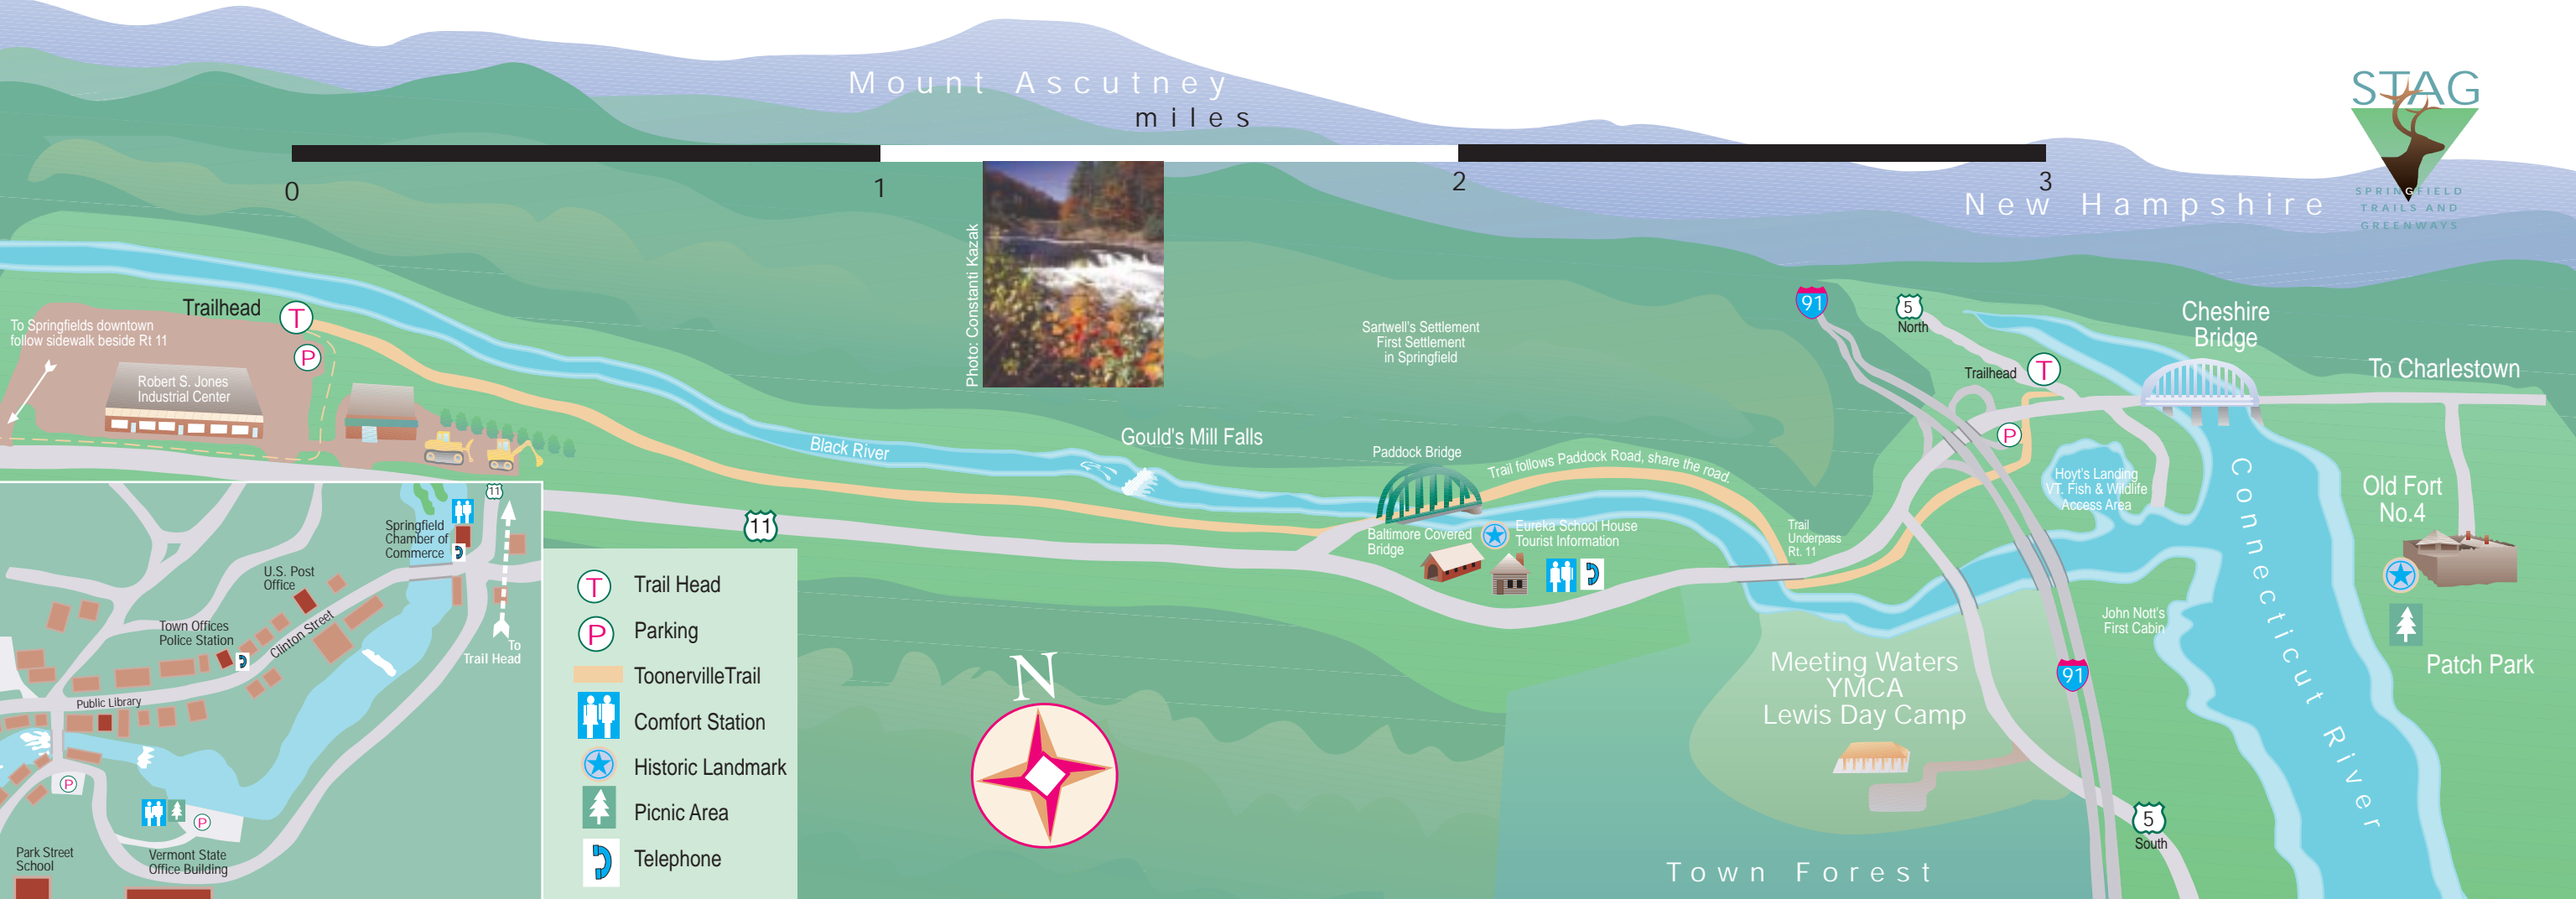 Mount Ascutney
miles
0
1
2
3
New Hampshire
STAG
SPRINGFIELD
TRAILS AND
GREENWAYS
Photo: Constanti Kazak
Trailhead
T
P
To Springfields downtown
follow sidewalk beside Rt 11
Robert S. Jones
Industrial Center
Black River
Gould's Mill Falls
11
Sartwell's Settlement
First Settlement
in Springfield
Paddock Bridge
Trail follows Paddock Road, share the road.
Baltimore Covered
Bridge
Eureka School House
Tourist Information
Trail
Underpass
Rt. 11
91
5
North
Trailhead
T
P
Cheshire
Bridge
To Charlestown
Hoyt's Landing
VT. Fish & Wildlife
Access Area
Connecticut River
Old Fort
No.4
Patch Park
John Nott's
First Cabin
91
5
South
Meeting Waters
YMCA
Lewis Day Camp
Town Forest
N
T
Trail Head
P
Parking
ToonervilleTrail
Comfort Station
Historic Landmark
Picnic Area
Telephone
11
Springfield
Chamber of
Commerce
U.S. Post
Office
Town Offices
Police Station
Clinton Street
To
Trail Head
Public Library
P
P
Park Street
School
Vermont State
Office Building